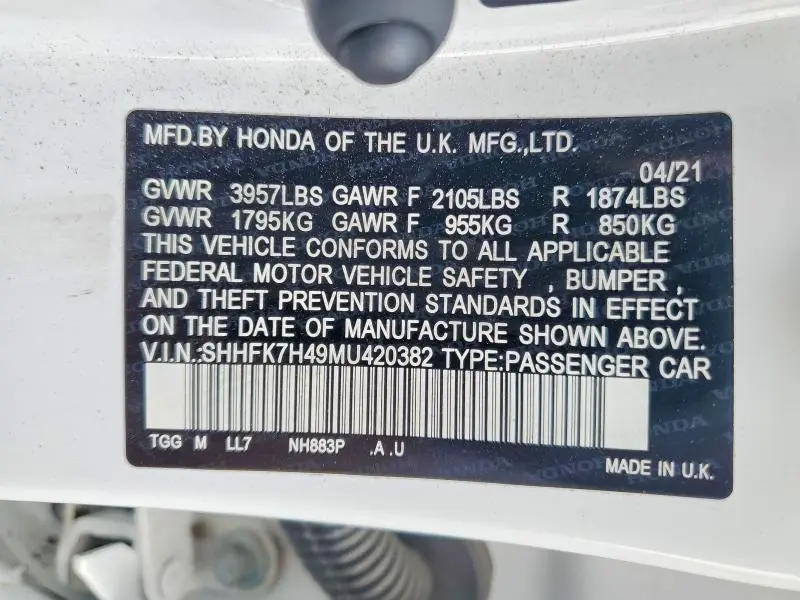 MFD.BY HONDA OF THE U.K. MFG.,LTD.
04/21
GVWR 3957LBS GAWR F 2105LBS R 1874LBS
GVWR 1795KG GAWR F 955KG R 850KG
THIS VEHICLE CONFORMS TO ALL APPLICABLE
FEDERAL MOTOR VEHICLE SAFETY , BUMPER ,
AND THEFT PREVENTION STANDARDS IN EFFECT
ON THE DATE OF MANUFACTURE SHOWN ABOVE.
V.I.N.:SHHFK7H49MU420382 TYPE:PASSENGER CAR
TGG M LL7 NH883P .A .U
MADE IN U.K.